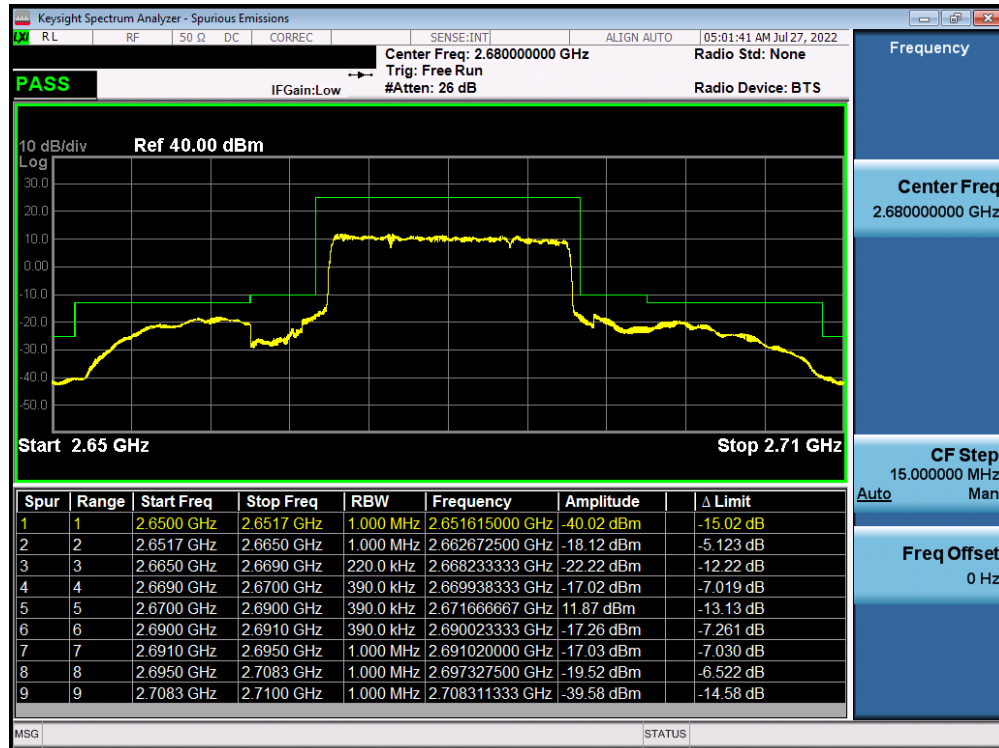 Keysight Spectrum Analyzer - Spurious Emissions
LXI RL RF 50 Ω DC CORREC SENSE:INT ALIGN AUTO 05:01:41 AM Jul 27, 2022
Center Freq: 2.680000000 GHz Radio Std: None
Trig: Free Run
PASS IFGain:Low #Atten: 26 dB Radio Device: BTS
Frequency
10 dB/div Ref 40.00 dBm
Log
30.0
20.0
10.0
0.00
-10.0
-20.0
-30.0
-40.0
-50.0
Start 2.65 GHz Stop 2.71 GHz
Center Freq
2.680000000 GHz
CF Step
15.000000 MHz
Auto Man
Freq Offset
0 Hz
Spur Range Start Freq Stop Freq RBW Frequency Amplitude Δ Limit
1 1 2.6500 GHz 2.6517 GHz 1.000 MHz 2.651615000 GHz -40.02 dBm -15.02 dB
2 2 2.6517 GHz 2.6650 GHz 1.000 MHz 2.662672500 GHz -18.12 dBm -5.123 dB
3 3 2.6650 GHz 2.6690 GHz 220.0 kHz 2.668233333 GHz -22.22 dBm -12.22 dB
4 4 2.6690 GHz 2.6700 GHz 390.0 kHz 2.669938333 GHz -17.02 dBm -7.019 dB
5 5 2.6700 GHz 2.6900 GHz 390.0 kHz 2.671666667 GHz 11.87 dBm -13.13 dB
6 6 2.6900 GHz 2.6910 GHz 390.0 kHz 2.690023333 GHz -17.26 dBm -7.261 dB
7 7 2.6910 GHz 2.6950 GHz 1.000 MHz 2.691020000 GHz -17.03 dBm -7.030 dB
8 8 2.6950 GHz 2.7083 GHz 1.000 MHz 2.697327500 GHz -19.52 dBm -6.522 dB
9 9 2.7083 GHz 2.7100 GHz 1.000 MHz 2.708311333 GHz -39.58 dBm -14.58 dB
MSG STATUS